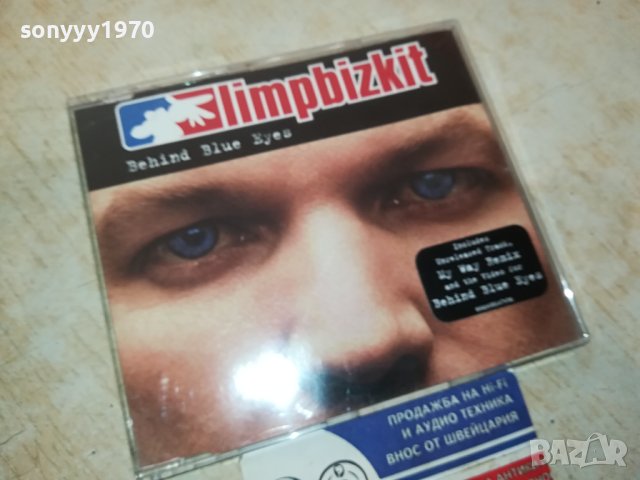 sonyyy1970
limpbizkit
Behind Blue Eyes
Includes
Unreleased Track,
My Way Remix
and the Video for
Behind Blue Eyes
ПРОДАЖБА НА Hi-Fi
И АУДИО ТЕХНИКА
ВНОС ОТ ШВЕЙЦАРИЯ
BAZAR